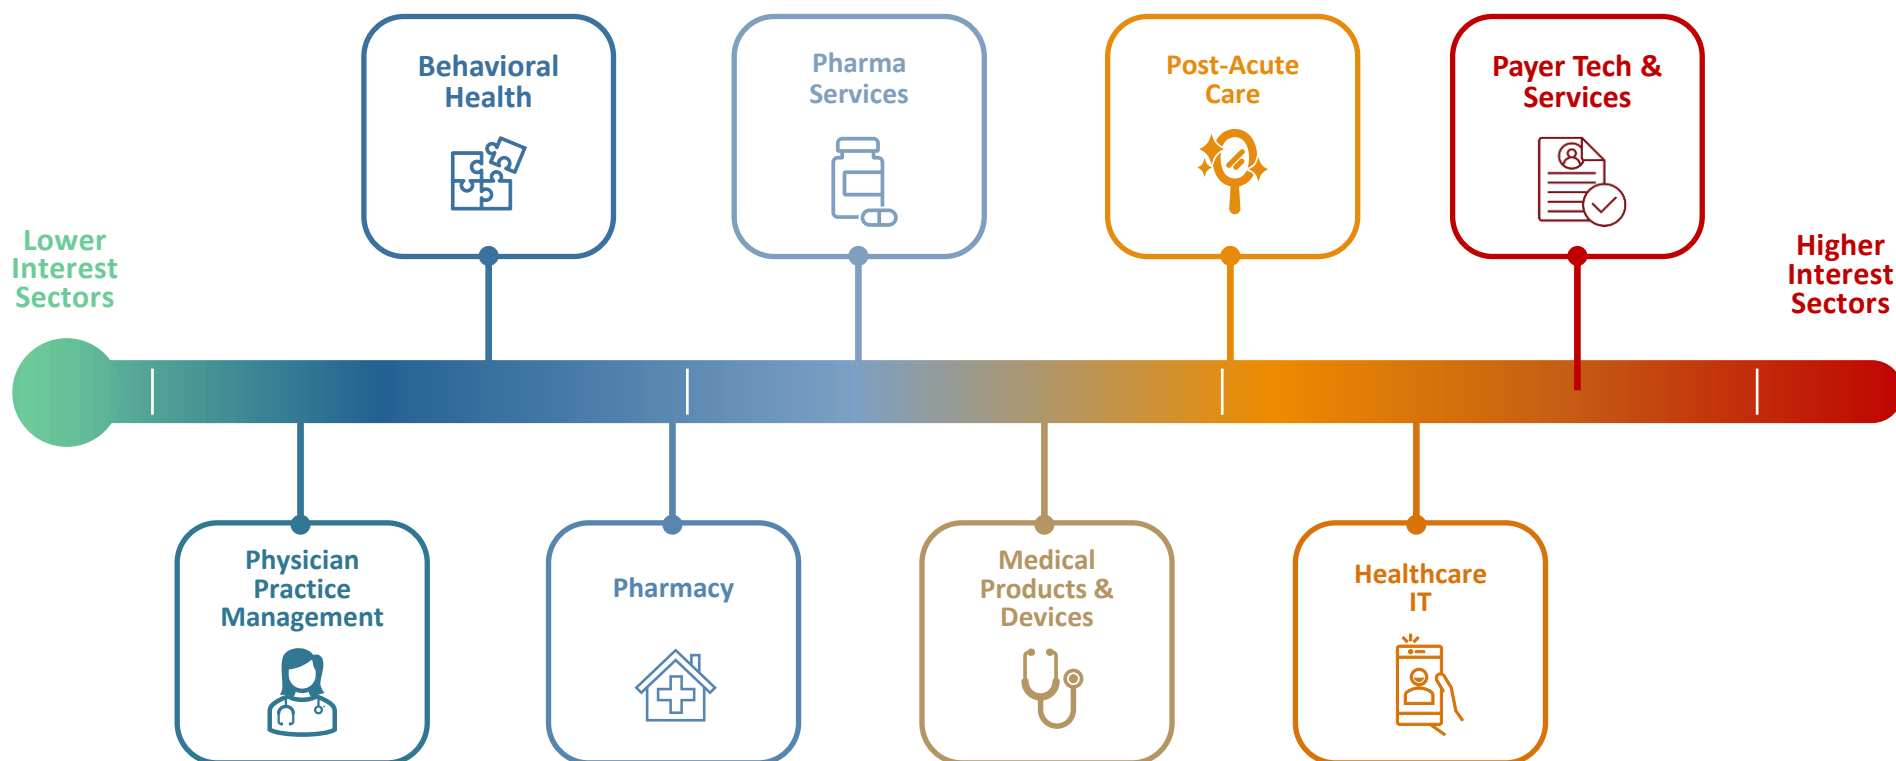 Behavioral
Health
Pharma
Services
Post-Acute
Care
Payer Tech &
Services
Lower
Interest
Sectors
Higher
Interest
Sectors
Physician
Practice
Management
Pharmacy
Medical
Products &
Devices
Healthcare
IT